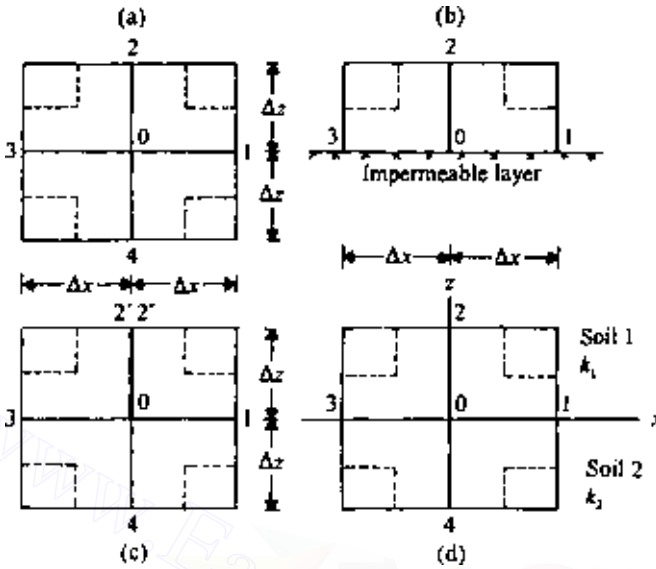 (a)
(b)
2
2
Δz
3
0
1
3
0
1
Impermeable layer
Δz
4
Δx
Δx
Δx
Δx
z
2' 2"
2
Soil 1
k₁
Δz
3
0
1
3
0
1
x
Δz
Soil 2
k₂
4
4
(c)
(d)